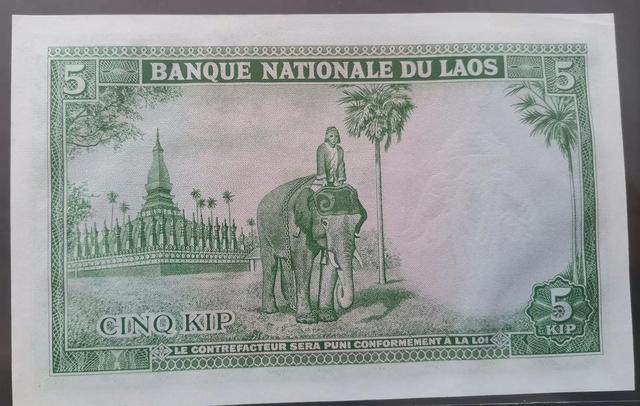 5 BANQUE NATIONALE DU LAOS 5
CINQ KIP
5
KIP
LE CONTREFACTEUR SERA PUNI CONFORMEMENT À LA LOI